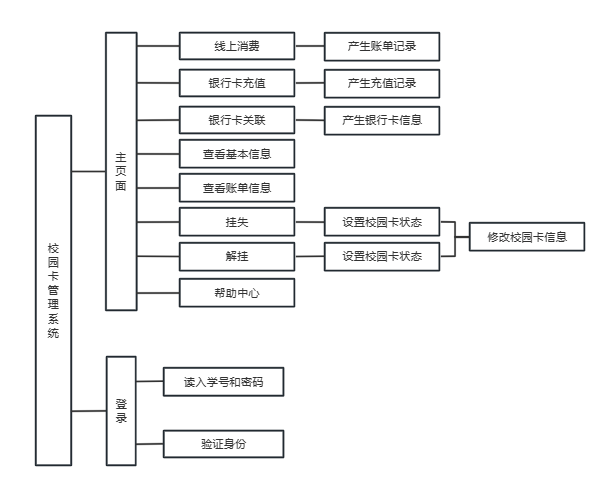 校园卡管理系统
主页面
线上消费
产生账单记录
银行卡充值
产生充值记录
银行卡关联
产生银行卡信息
查看基本信息
查看账单信息
挂失
设置校园卡状态
解挂
设置校园卡状态
修改校园卡信息
帮助中心
登录
读入学号和密码
验证身份